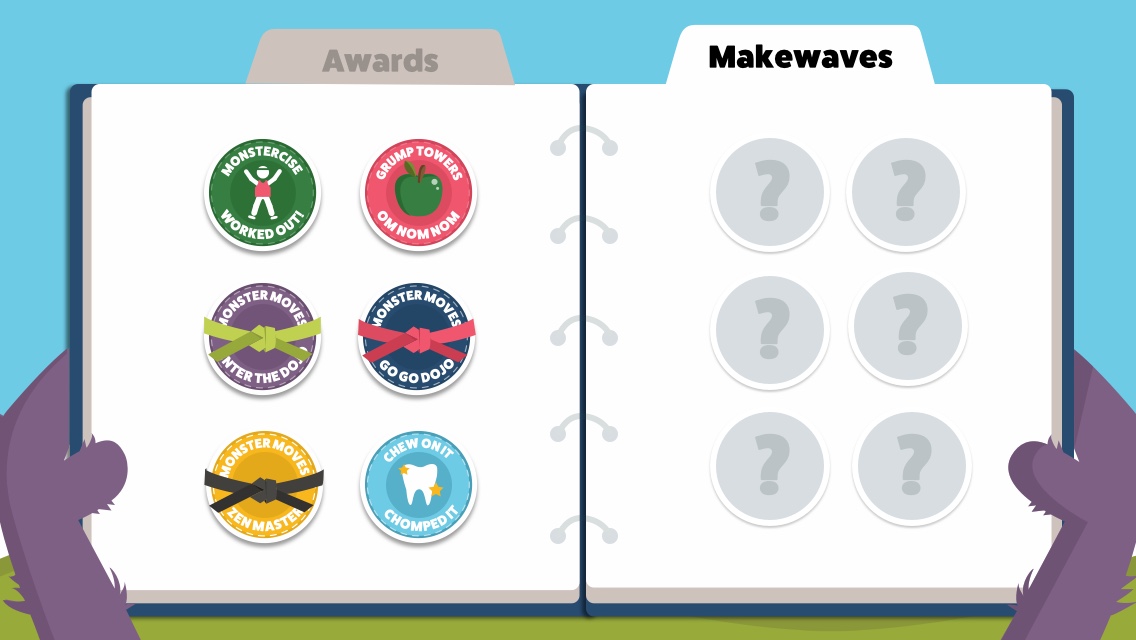 Awards
Makewaves
MONSTERCISE
WORKED OUT!
GRUMP TOWERS
OM NOM NOM
MONSTER MOVES
NTER THE DOJO
MONSTER MOVES
GO GO DOJO
MONSTER MOVES
ZEN MASTER
CHEW ON IT
CHOMPED IT
? ?
? ?
? ?